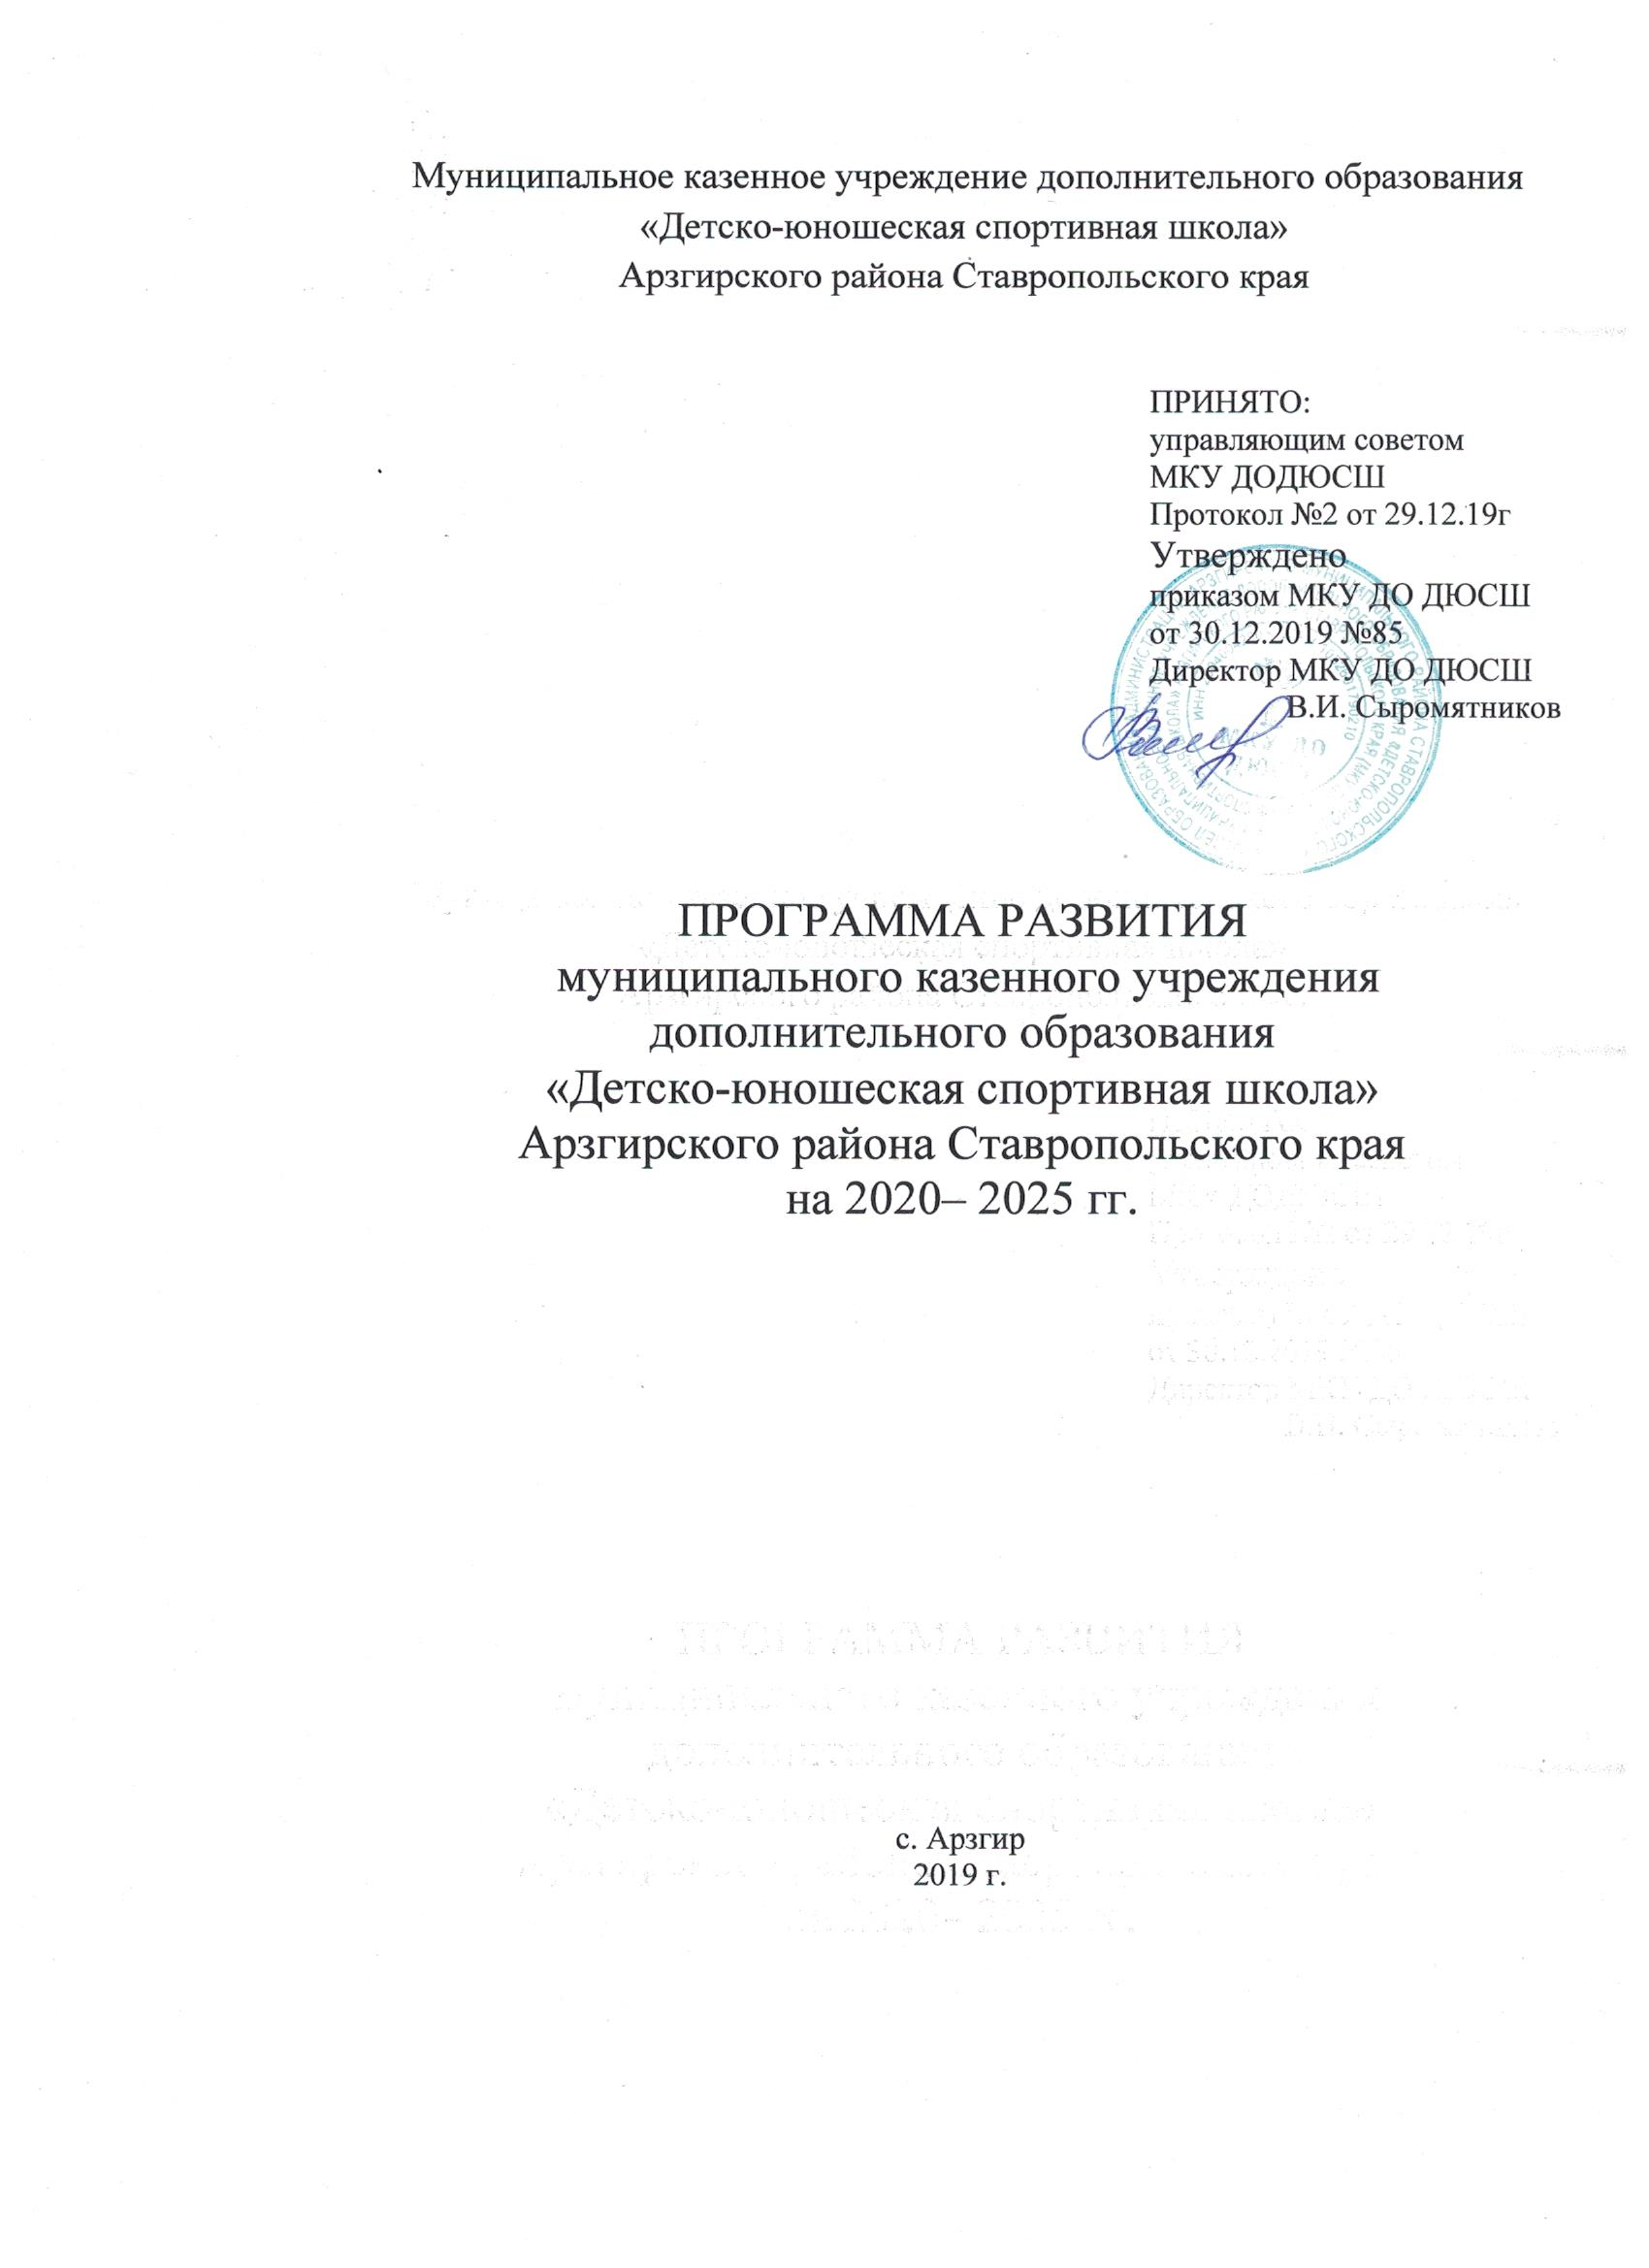 Муниципальное казенное учреждение дополнительного образования
«Детско-юношеская спортивная школа»
Арзгирского района Ставропольского края
ПРИНЯТО:
управляющим советом
МКУ ДОДЮСШ
Протокол №2 от 29.12.19г
Утверждено
приказом МКУ ДО ДЮСШ
от 30.12.2019 №85
Директор МКУ ДО ДЮСШ
В.И. Сыромятников
ПРОГРАММА РАЗВИТИЯ
муниципального казенного учреждения
дополнительного образования
«Детско-юношеская спортивная школа»
Арзгирского района Ставропольского края
на 2020– 2025 гг.
с. Арзгир
2019 г.